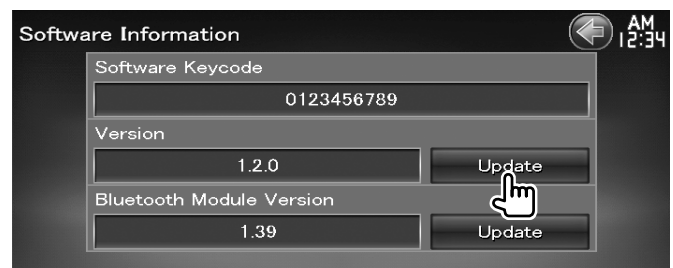 Software Information
AM
12:34
Software Keycode
0123456789
Version
1.2.0
Update
Bluetooth Module Version
1.39
Update